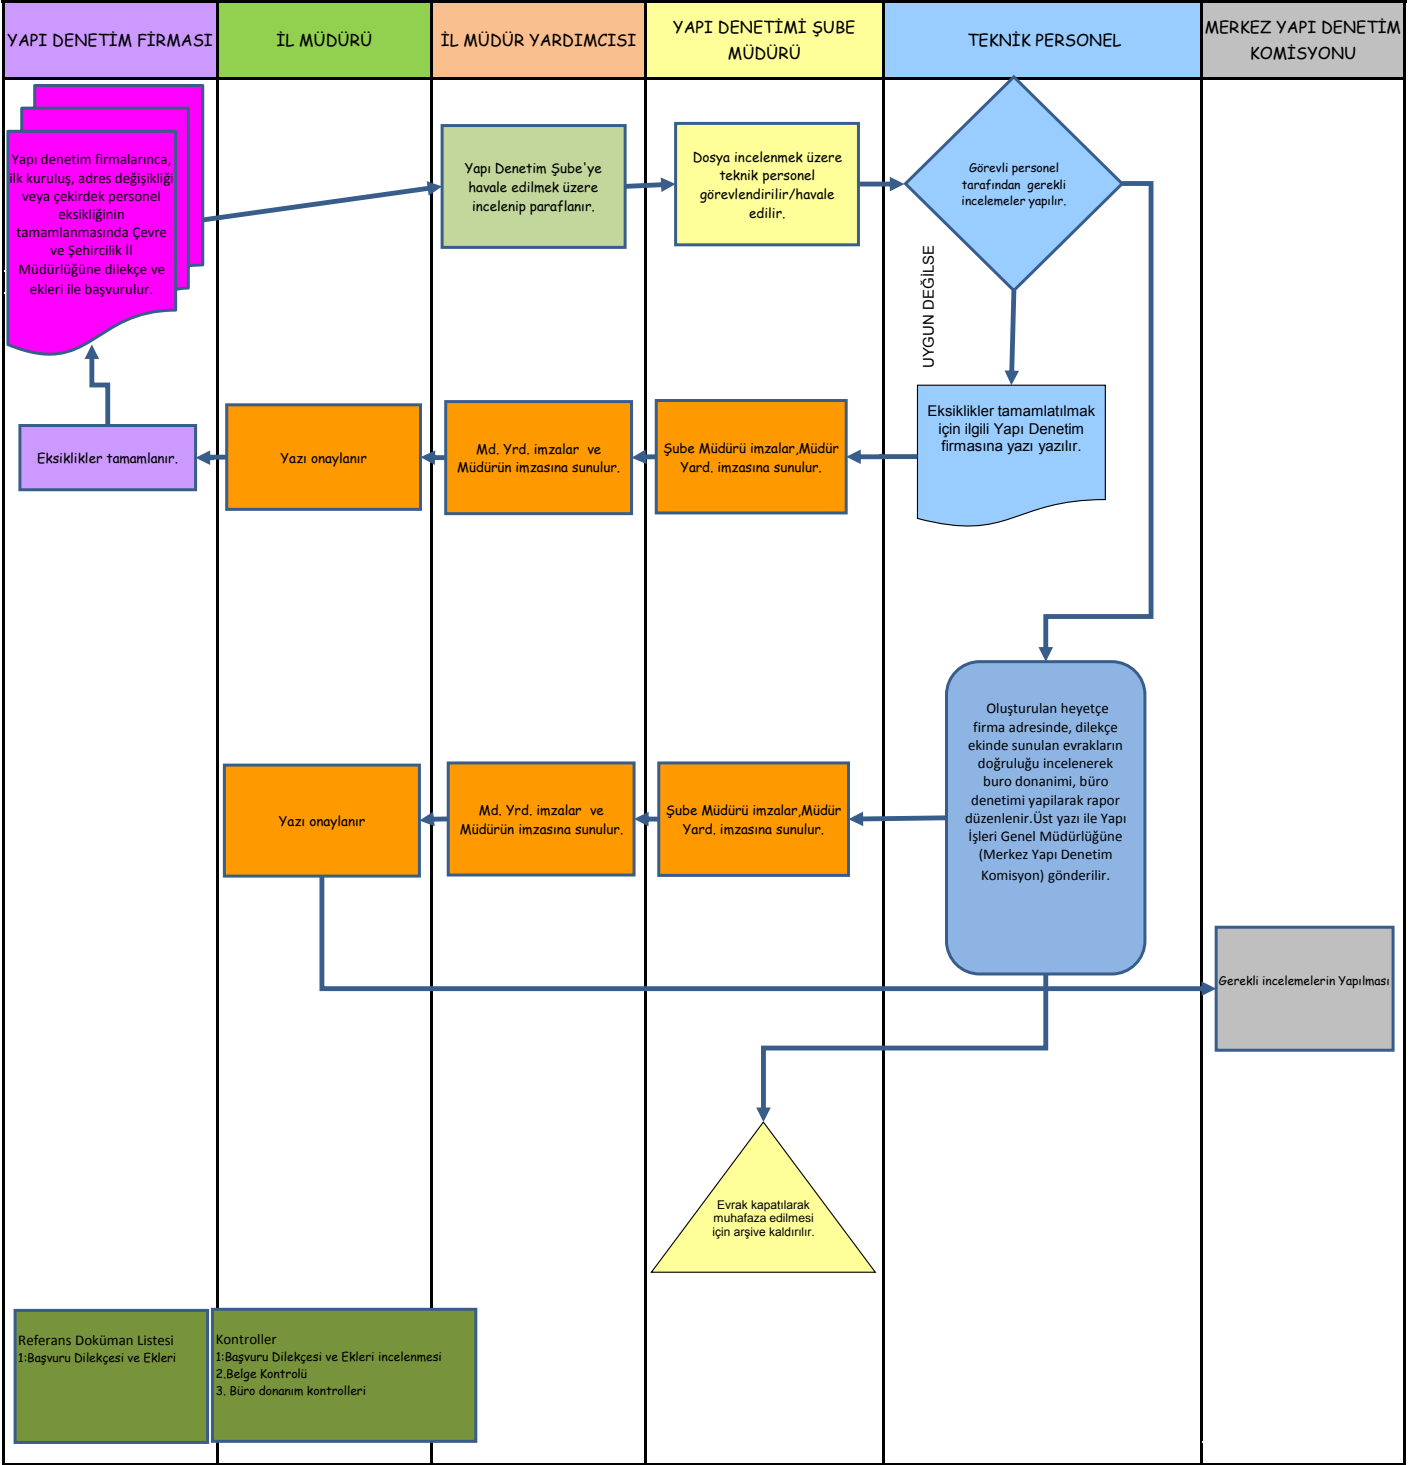 YAPI DENETİM FİRMASI
İL MÜDÜRÜ
İL MÜDÜR YARDIMCISI
YAPI DENETİMİ ŞUBE
MÜDÜRÜ
TEKNİK PERSONEL
MERKEZ YAPI DENETİM
KOMİSYONU
Yapı denetim firmalarınca,
ilk kuruluş, adres değişikliği
veya çekirdek personel
eksikliğinin
tamamlanmasında Çevre
ve Şehircilik İl
Müdürlüğüne dilekçe ve
ekleri ile başvurulur.
Yapı Denetim Şube'ye
havale edilmek üzere
incelenip paraflanır.
Dosya incelenmek üzere
teknik personel
görevlendirilir/havale
edilir.
Görevli personel
tarafından gerekli
incelemeler yapılır.
UYGUN DEĞİLSE
Eksiklikler tamamlanır.
Yazı onaylanır
Md. Yrd. imzalar ve
Müdürün imzasına sunulur.
Şube Müdürü imzalar,Müdür
Yard. imzasına sunulur.
Eksiklikler tamamlatılmak
için ilgili Yapı Denetim
firmasına yazı yazılır.
Yazı onaylanır
Md. Yrd. imzalar ve
Müdürün imzasına sunulur.
Şube Müdürü imzalar,Müdür
Yard. imzasına sunulur.
Oluşturulan heyetçe
firma adresinde, dilekçe
ekinde sunulan evrakların
doğruluğu incelenerek
buro donanimi, büro
denetimi yapilarak rapor
düzenlenir.Üst yazı ile Yapı
İşleri Genel Müdürlüğüne
(Merkez Yapı Denetim
Komisyon) gönderilir.
Gerekli incelemelerin Yapılması
Evrak kapatılarak
muhafaza edilmesi
için arşive kaldırılır.
Referans Doküman Listesi
1:Başvuru Dilekçesi ve Ekleri
Kontroller
1:Başvuru Dilekçesi ve Ekleri incelenmesi
2.Belge Kontrolü
3. Büro donanım kontrolleri